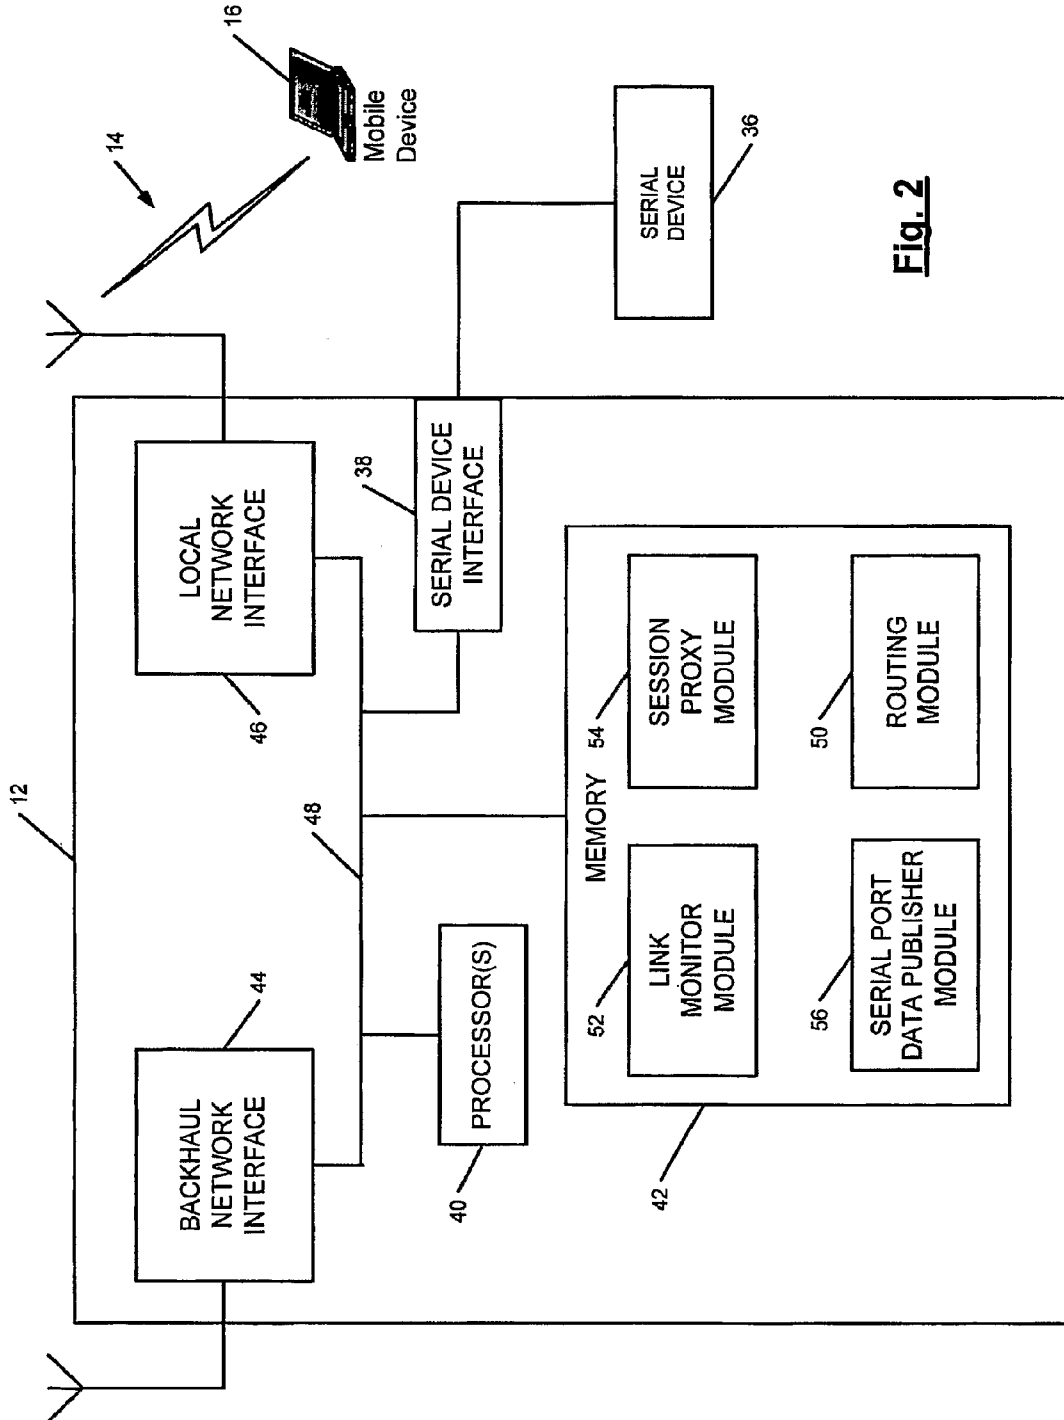 12
44
BACKHAUL
NETWORK
INTERFACE
46
LOCAL
NETWORK
INTERFACE
14
16
Mobile
Device
48
40
PROCESSOR(S)
38
SERIAL DEVICE
INTERFACE
36
SERIAL
DEVICE
42
MEMORY
52
LINK
MONITOR
MODULE
54
SESSION
PROXY
MODULE
56
SERIAL PORT
DATA PUBLISHER
MODULE
50
ROUTING
MODULE
Fig. 2